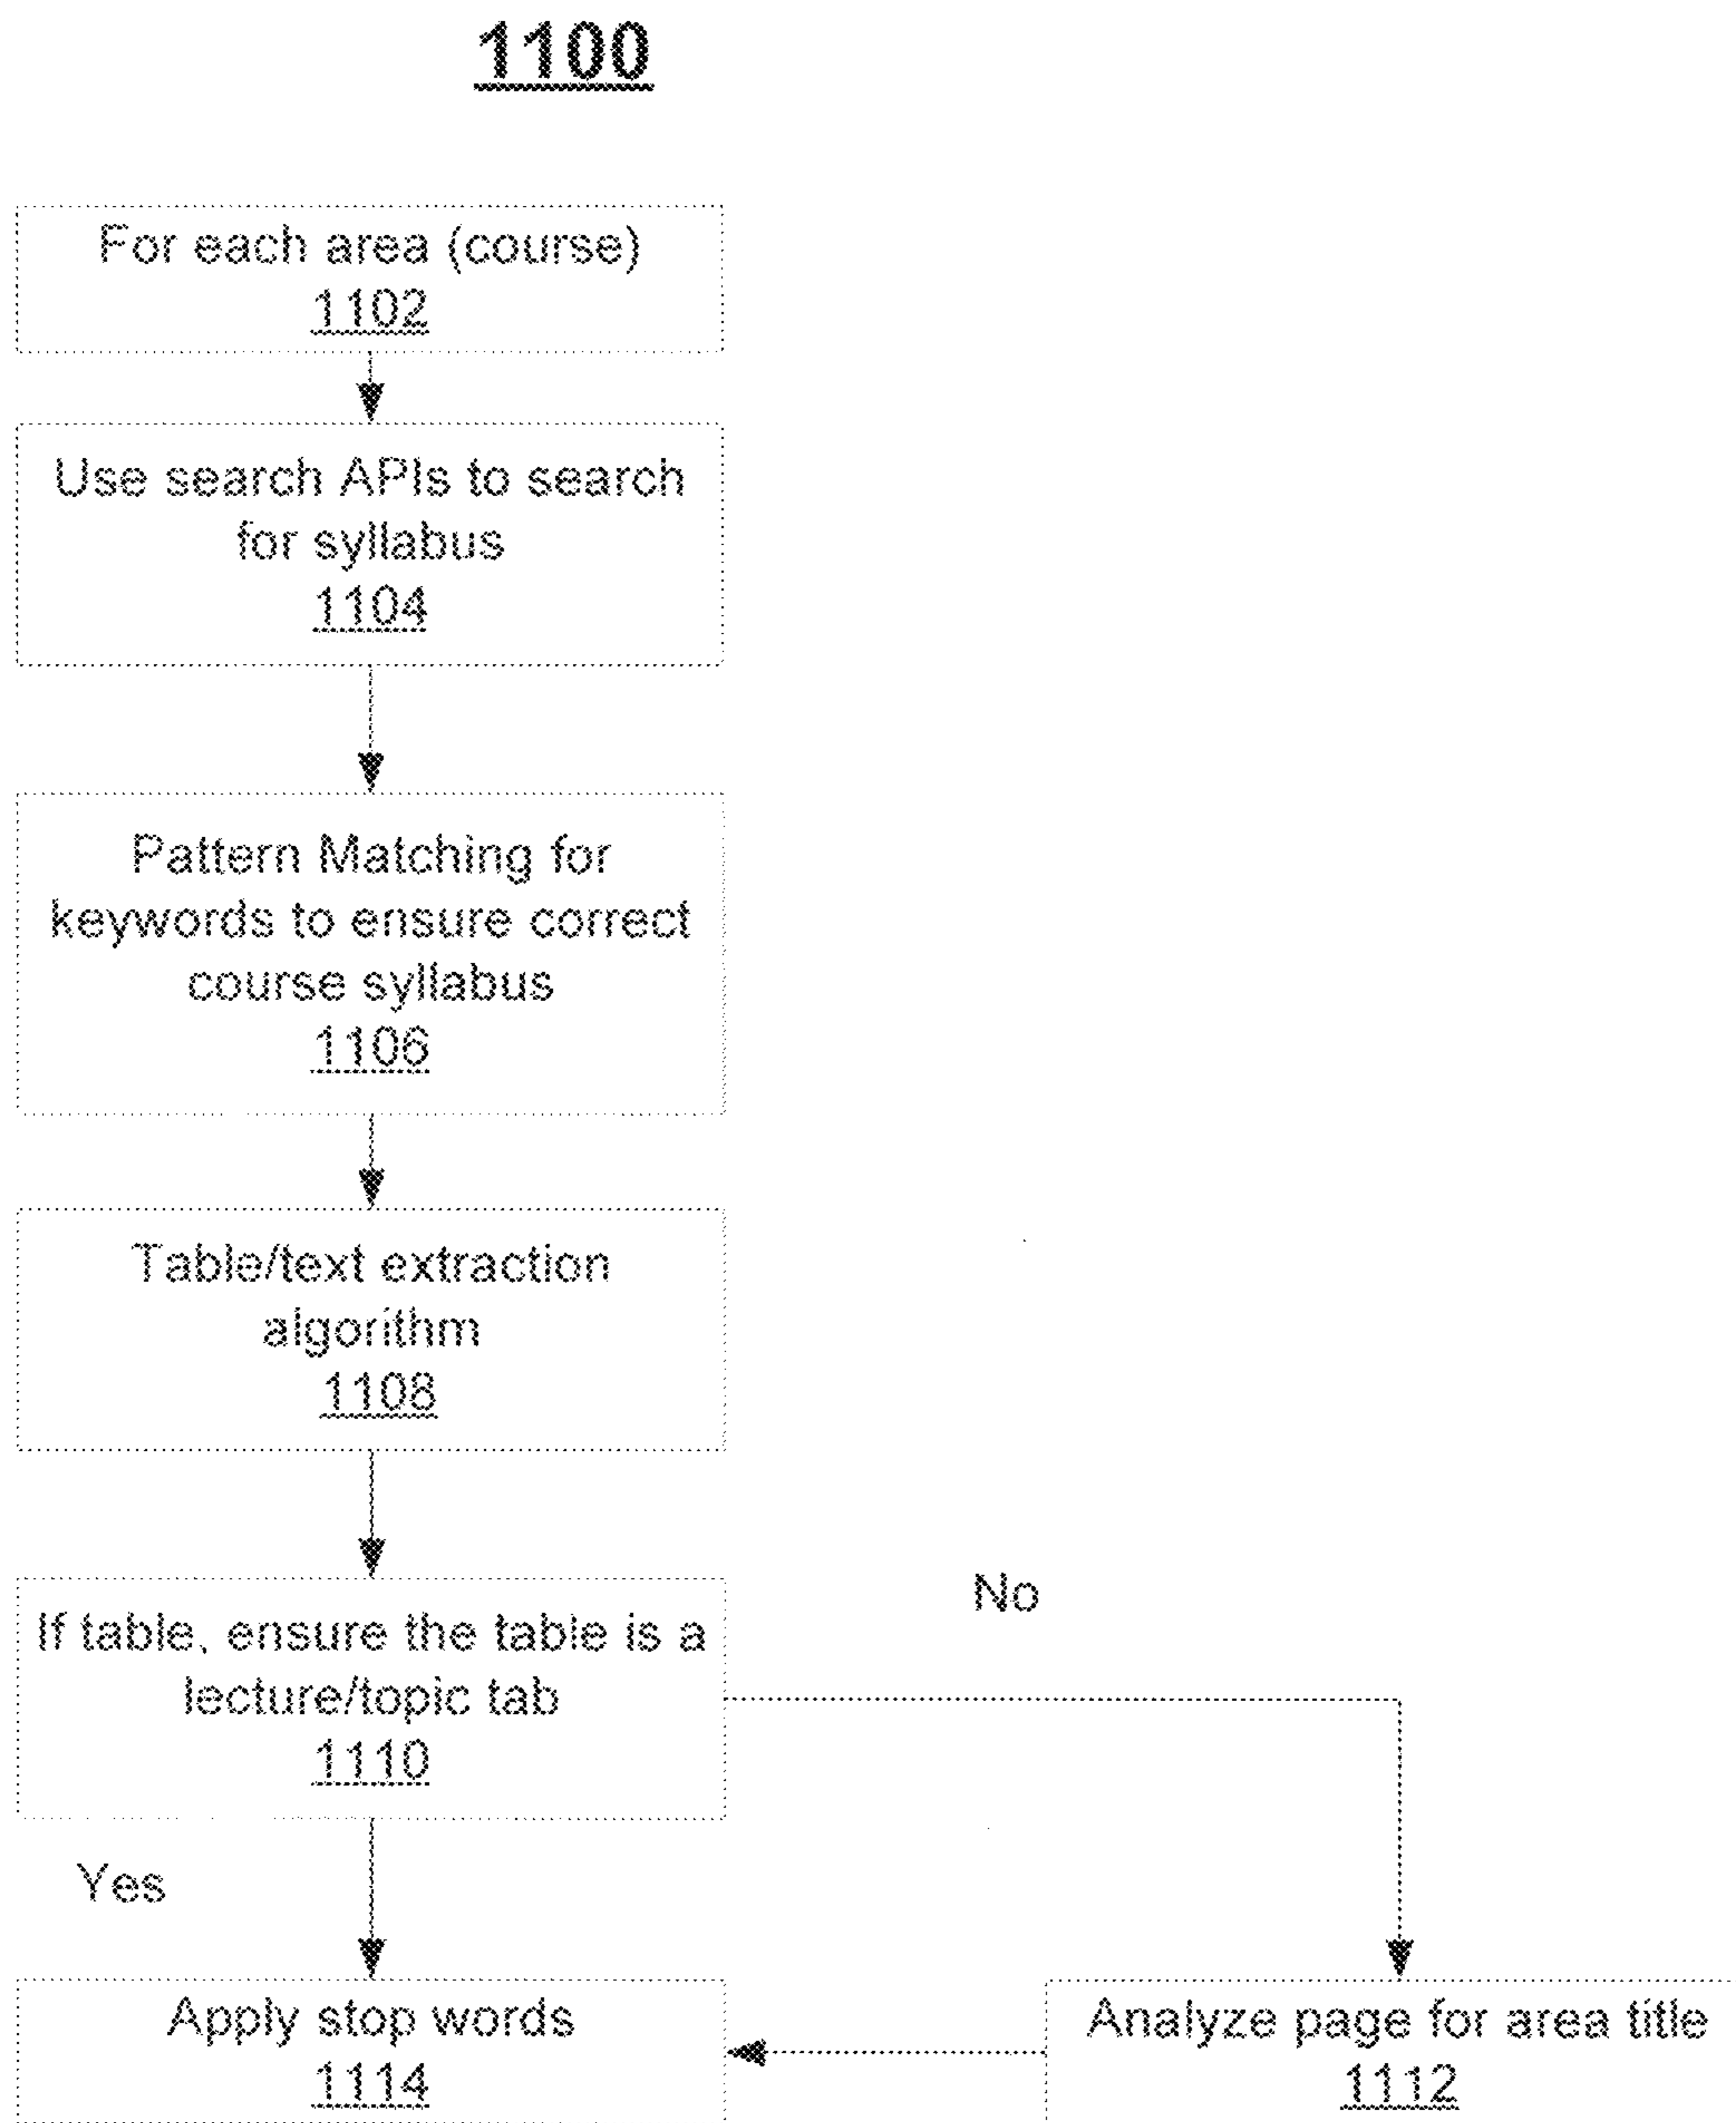 1100
For each area (course)
1102
Use search APIs to search
for syllabus
1104
Pattern Matching for
keywords to ensure correct
course syllabus
1106
Table/text extraction
algorithm
1108
If table, ensure the table is a
lecture/topic tab
1110
No
Yes
Apply stop words
1114
Analyze page for area title
1112